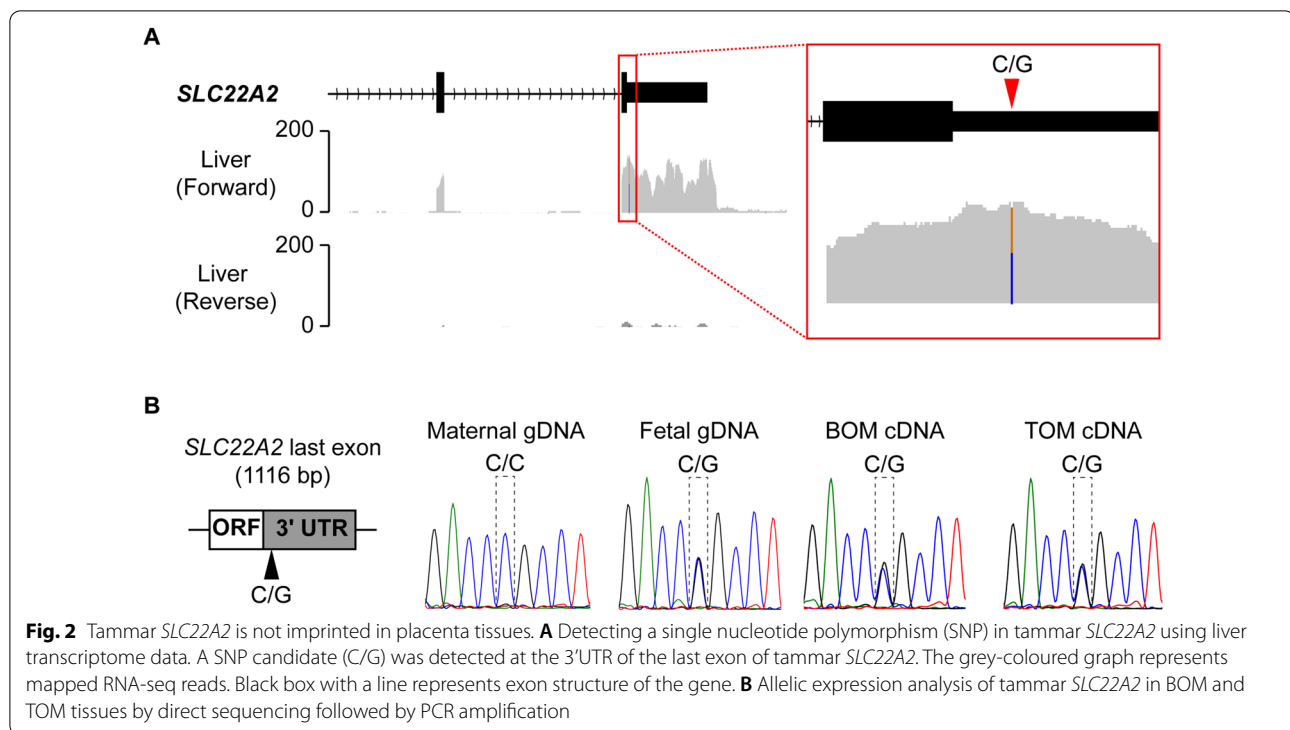 A
SLC22A2
C/G
200
Liver
(Forward)
0
200
Liver
(Reverse)
0
B
SLC22A2 last exon
(1116 bp)
ORF 3' UTR
C/G
Maternal gDNA Fetal gDNA BOM cDNA TOM cDNA
C/C C/G C/G C/G
Fig. 2 Tammar SLC22A2 is not imprinted in placenta tissues. A Detecting a single nucleotide polymorphism (SNP) in tammar SLC22A2 using liver
transcriptome data. A SNP candidate (C/G) was detected at the 3’UTR of the last exon of tammar SLC22A2. The grey-coloured graph represents
mapped RNA-seq reads. Black box with a line represents exon structure of the gene. B Allelic expression analysis of tammar SLC22A2 in BOM and
TOM tissues by direct sequencing followed by PCR amplification